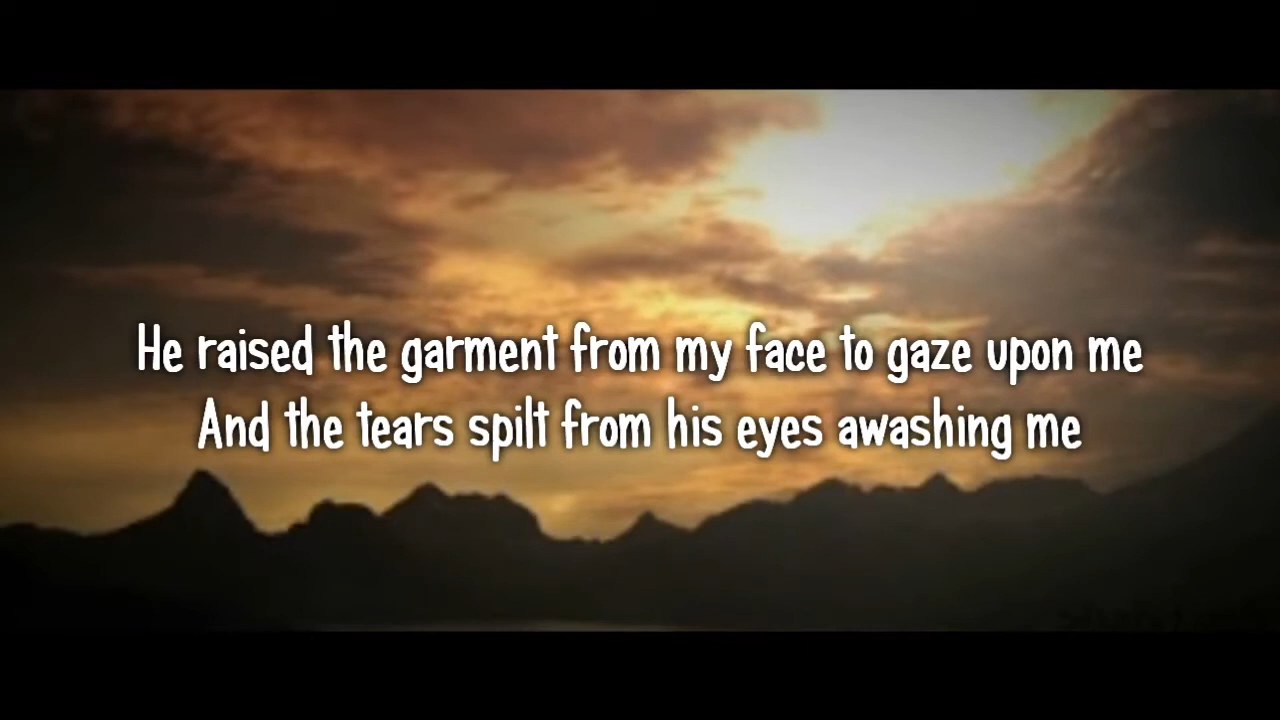 He raised the garment from my face to gaze upon me
And the tears spilt from his eyes awashing me